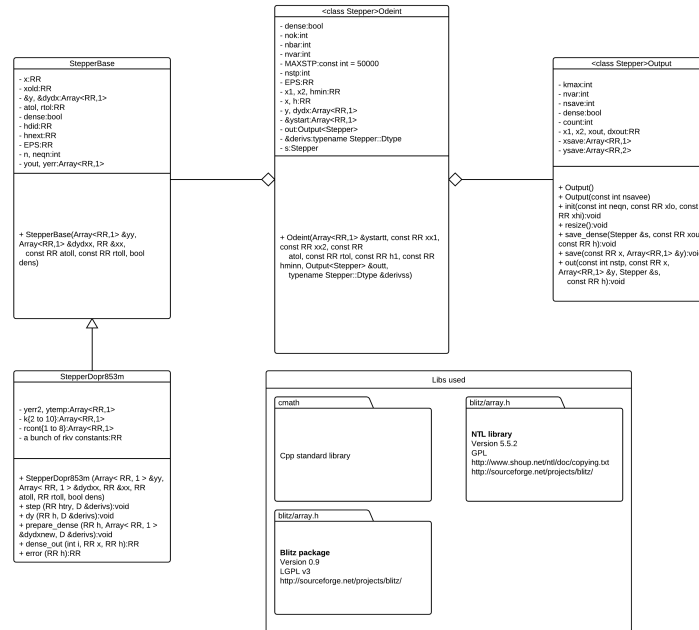 <class Stepper>Odeint
- dense:bool
- nok:int
- nbar:int
- nvar:int
- MAXSTP:const int = 50000
- nstp:int
- EPS:RR
- x1, x2, hmin:RR
- x, h:RR
- y, dydx:Array<RR,1>
- &ystart:Array<RR,1>
- out:Output<Stepper>
- &derivs:typename Stepper::Dtype
- s:Stepper
+ Odeint(Array<RR,1> &ystartt, const RR xx1,
const RR xx2, const RR
atol, const RR rtol, const RR h1, const RR
hminn, Output<Stepper> &outt,
typename Stepper::Dtype &derivss)
StepperBase
- x:RR
- xold:RR
- &y, &dydx:Array<RR,1>
- atol, rtol:RR
- dense:bool
- hdid:RR
- hnext:RR
- EPS:RR
- n, neqn:int
- yout, yerr:Array<RR,1>
+ StepperBase(Array<RR,1> &yy,
Array<RR,1> &dydxx, RR &xx,
const RR atoll, const RR rtoll, bool
dens)
<class Stepper>Output
- kmax:int
- nvar:int
- nsave:int
- dense:bool
- count:int
- x1, x2, xout, dxout:RR
- xsave:Array<RR,1>
- ysave:Array<RR,2>
+ Output()
+ Output(const int nsavee)
+ init(const int neqn, const RR xlo, const
RR xhi):void
+ resize():void
+ save_dense(Stepper &s, const RR xou
const RR h):void
+ save(const RR x, Array<RR,1> &y):voi
+ out(const int nstp, const RR x,
Array<RR,1> &y, Stepper &s,
const RR h):void
StepperDopr853m
- yerr2, ytemp:Array<RR,1>
- k{2 to 10}:Array<RR,1>
- rcont{1 to 8}:Array<RR,1>
- a bunch of rkv constants:RR
+ StepperDopr853m (Array< RR, 1 > &yy,
Array< RR, 1 > &dydxx, RR &xx, RR
atoll, RR rtoll, bool dens)
+ step (RR htry, D &derivs):void
+ dy (RR h, D &derivs):void
+ prepare_dense (RR h, Array< RR, 1 >
&dydxnew, D &derivs):void
+ dense_out (int i, RR x, RR h):RR
+ error (RR h):RR
Libs used
cmath
Cpp standard library
blitz/array.h
NTL library
Version 5.5.2
GPL
http://www.shoup.net/ntl/doc/copying.txt
http://sourceforge.net/projects/blitz/
blitz/array.h
Blitz package
Version 0.9
LGPL v3
http://sourceforge.net/projects/blitz/